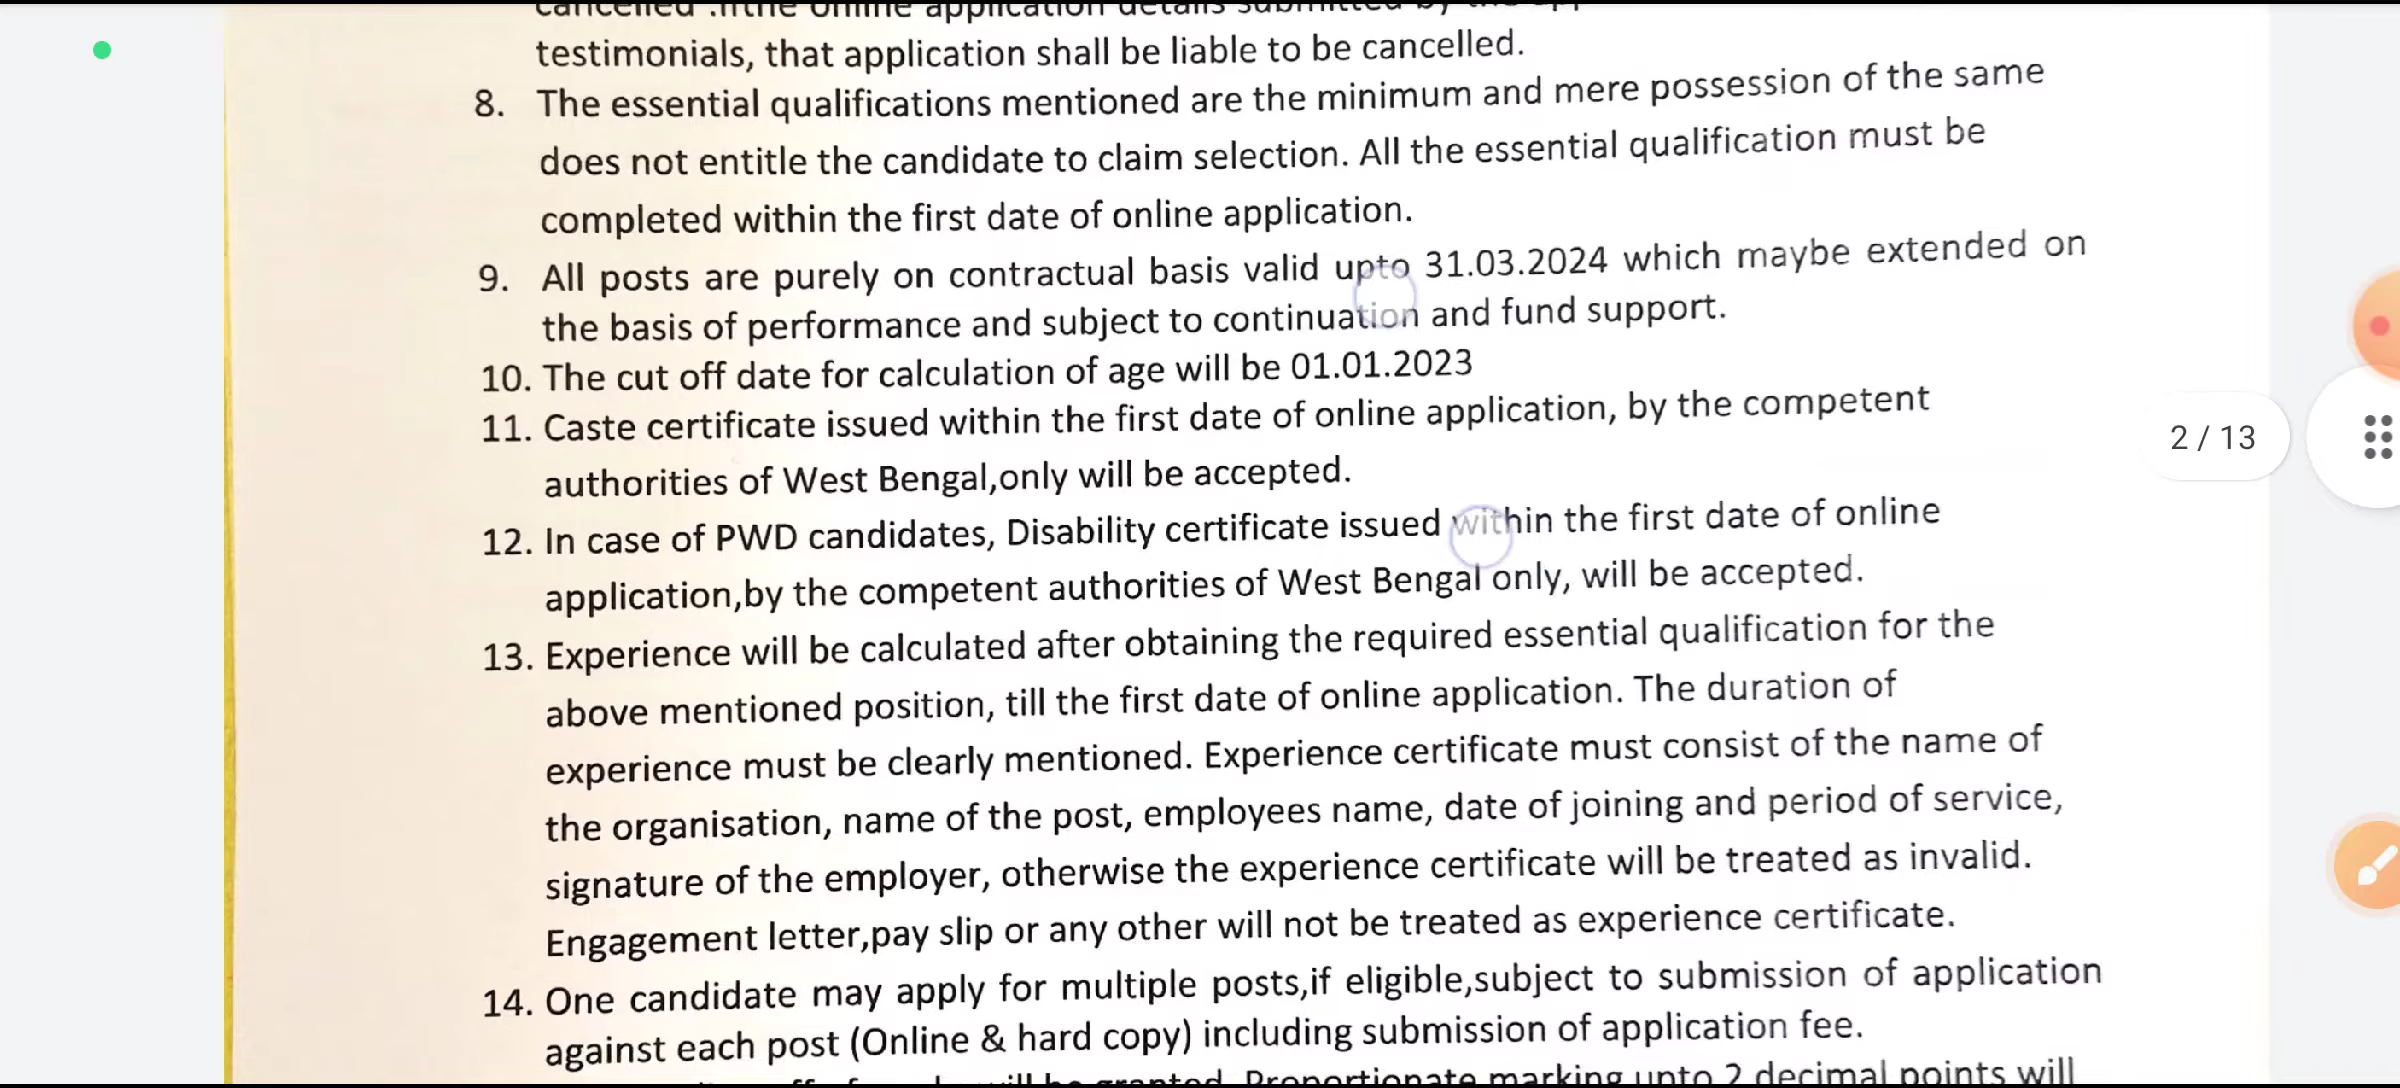 testimonials, that application shall be liable to be cancelled.
8. The essential qualifications mentioned are the minimum and mere possession of the same
does not entitle the candidate to claim selection. All the essential qualification must be
completed within the first date of online application.
9. All posts are purely on contractual basis valid upto 31.03.2024 which maybe extended on
the basis of performance and subject to continuation and fund support.
10. The cut off date for calculation of age will be 01.01.2023
11. Caste certificate issued within the first date of online application, by the competent
authorities of West Bengal,only will be accepted.
2 / 13
12. In case of PWD candidates, Disability certificate issued within the first date of online
application,by the competent authorities of West Bengal only, will be accepted.
13. Experience will be calculated after obtaining the required essential qualification for the
above mentioned position, till the first date of online application. The duration of
experience must be clearly mentioned. Experience certificate must consist of the name of
the organisation, name of the post, employees name, date of joining and period of service,
signature of the employer, otherwise the experience certificate will be treated as invalid.
Engagement letter,pay slip or any other will not be treated as experience certificate.
14. One candidate may apply for multiple posts,if eligible,subject to submission of application
against each post (Online & hard copy) including submission of application fee.
Proportionate marking upto 2 decimal points will